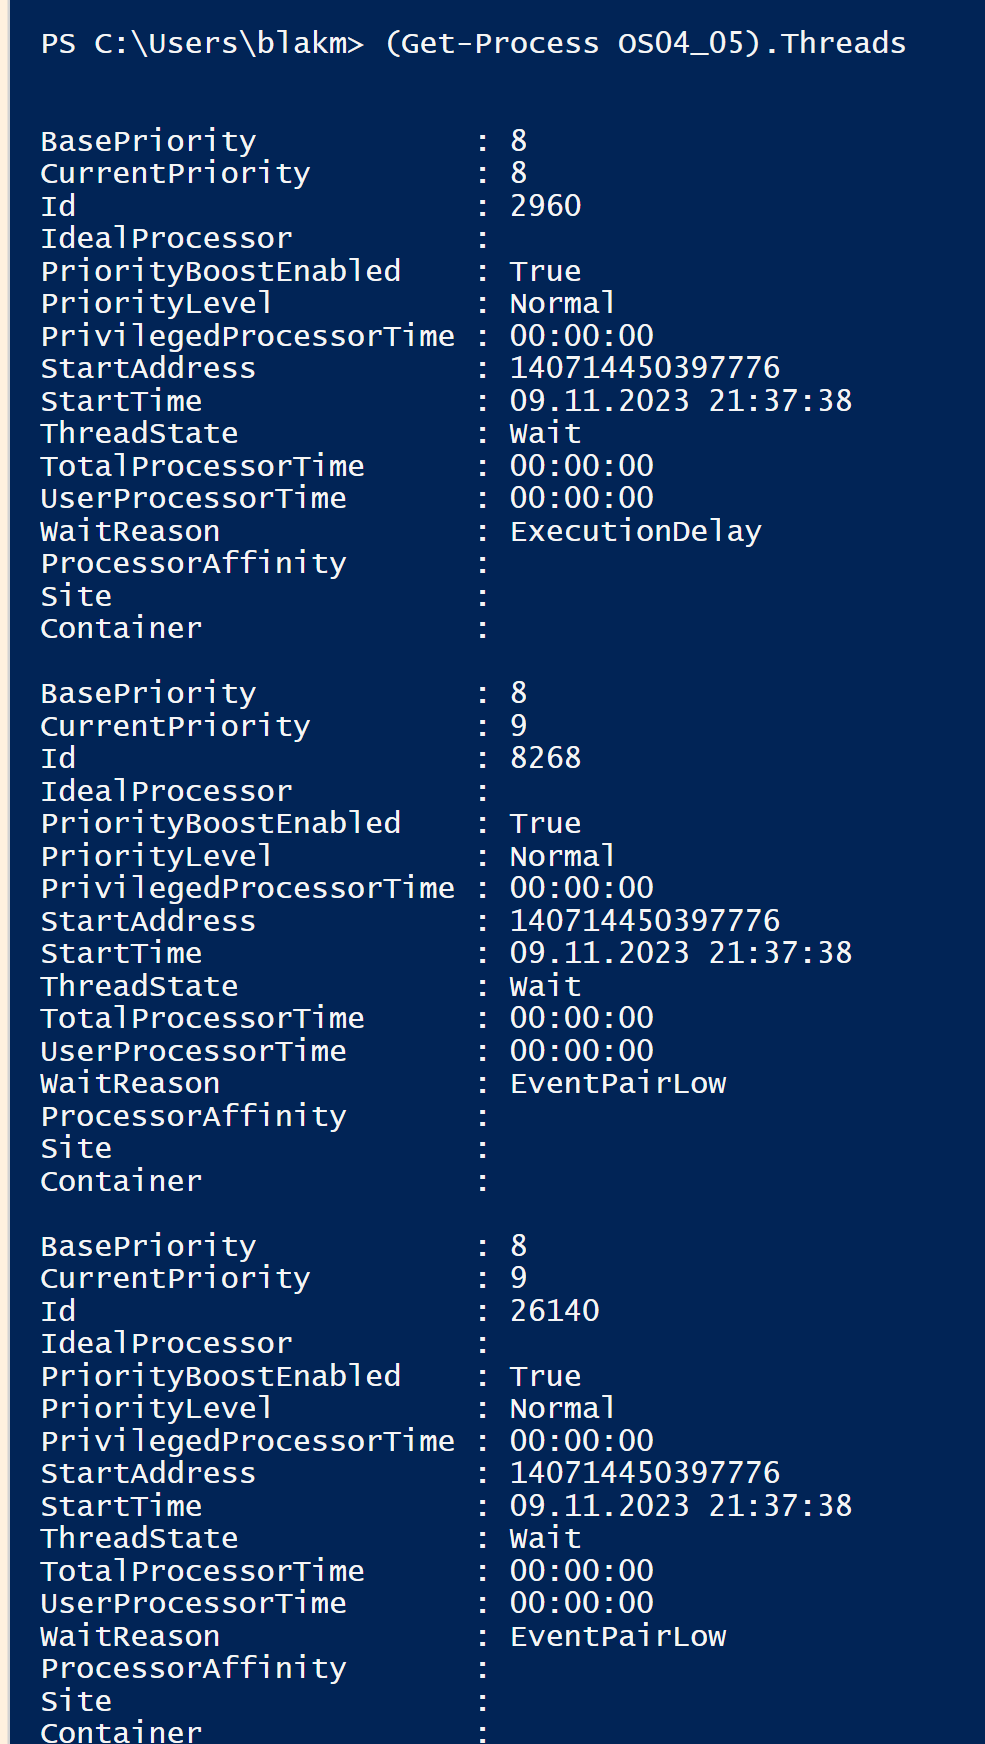 PS C:\Users\blakm> (Get-Process OS04_05).Threads
BasePriority : 8
CurrentPriority : 8
Id : 2960
IdealProcessor :
PriorityBoostEnabled : True
PriorityLevel : Normal
PrivilegedProcessorTime : 00:00:00
StartAddress : 140714450397776
StartTime : 09.11.2023 21:37:38
ThreadState : Wait
TotalProcessorTime : 00:00:00
UserProcessorTime : 00:00:00
WaitReason : ExecutionDelay
ProcessorAffinity :
Site :
Container :
BasePriority : 8
CurrentPriority : 9
Id : 8268
IdealProcessor :
PriorityBoostEnabled : True
PriorityLevel : Normal
PrivilegedProcessorTime : 00:00:00
StartAddress : 140714450397776
StartTime : 09.11.2023 21:37:38
ThreadState : Wait
TotalProcessorTime : 00:00:00
UserProcessorTime : 00:00:00
WaitReason : EventPairLow
ProcessorAffinity :
Site :
Container :
BasePriority : 8
CurrentPriority : 9
Id : 26140
IdealProcessor :
PriorityBoostEnabled : True
PriorityLevel : Normal
PrivilegedProcessorTime : 00:00:00
StartAddress : 140714450397776
StartTime : 09.11.2023 21:37:38
ThreadState : Wait
TotalProcessorTime : 00:00:00
UserProcessorTime : 00:00:00
WaitReason : EventPairLow
ProcessorAffinity :
Site :
Container :